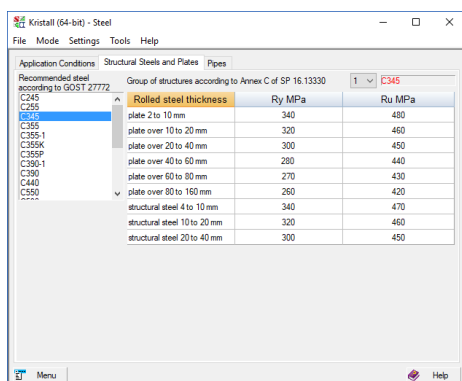 Kristall (64-bit) - Steel
File Mode Settings Tools Help
Application Conditions Structural Steels and Plates Pipes
Recommended steel according to GOST 27772
Group of structures according to Annex C of SP 16.13330 1 C345
C245
C255
C345
C355
C355-1
C355K
C355P
C390-1
C390
C440
C550
Rolled steel thickness Ry MPa Ru MPa
plate 2 to 10 mm 340 480
plate over 10 to 20 mm 320 460
plate over 20 to 40 mm 300 450
plate over 40 to 60 mm 280 440
plate over 60 to 80 mm 270 430
plate over 80 to 160 mm 260 420
structural steel 4 to 10 mm 340 470
structural steel 10 to 20 mm 320 460
structural steel 20 to 40 mm 300 450
Menu Help